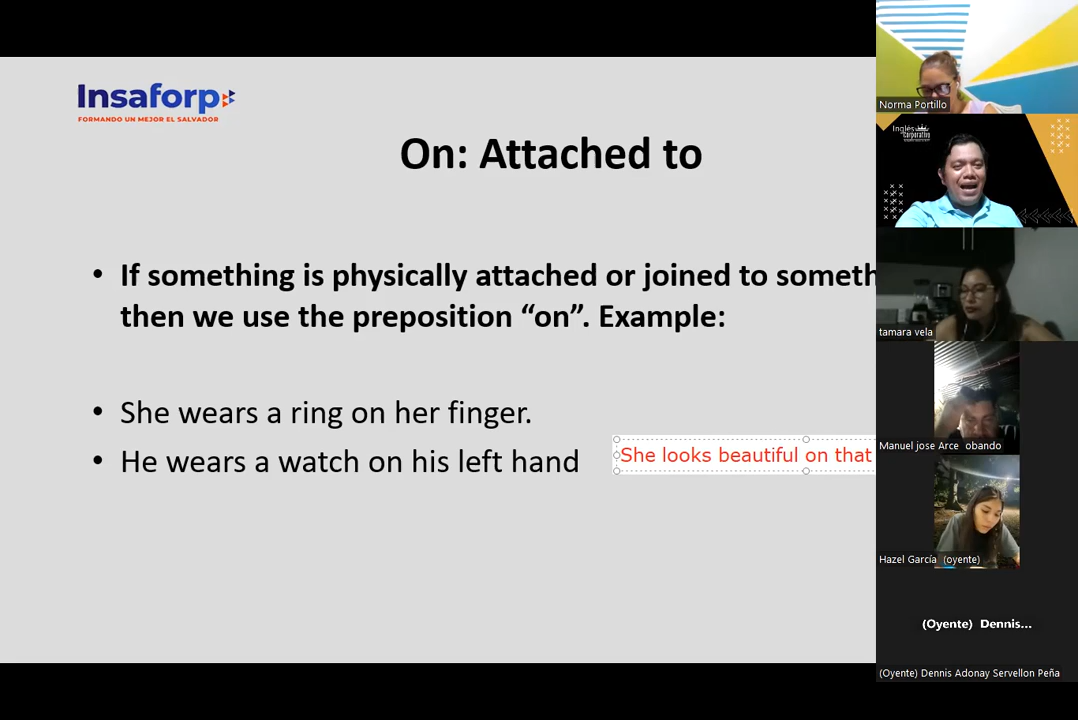 Insaforp
FORMANDO UN MEJOR EL SALVADOR
On: Attached to
• If something is physically attached or joined to someth
then we use the preposition “on”. Example:
• She wears a ring on her finger.
• He wears a watch on his left hand
She looks beautiful on that
Norma Portillo
Inglés
corporativo
tamara vela
Manuel jose Arce obando
Hazel García (oyente)
(Oyente) Dennis...
(Oyente) Dennis Adonay Servellon Peña